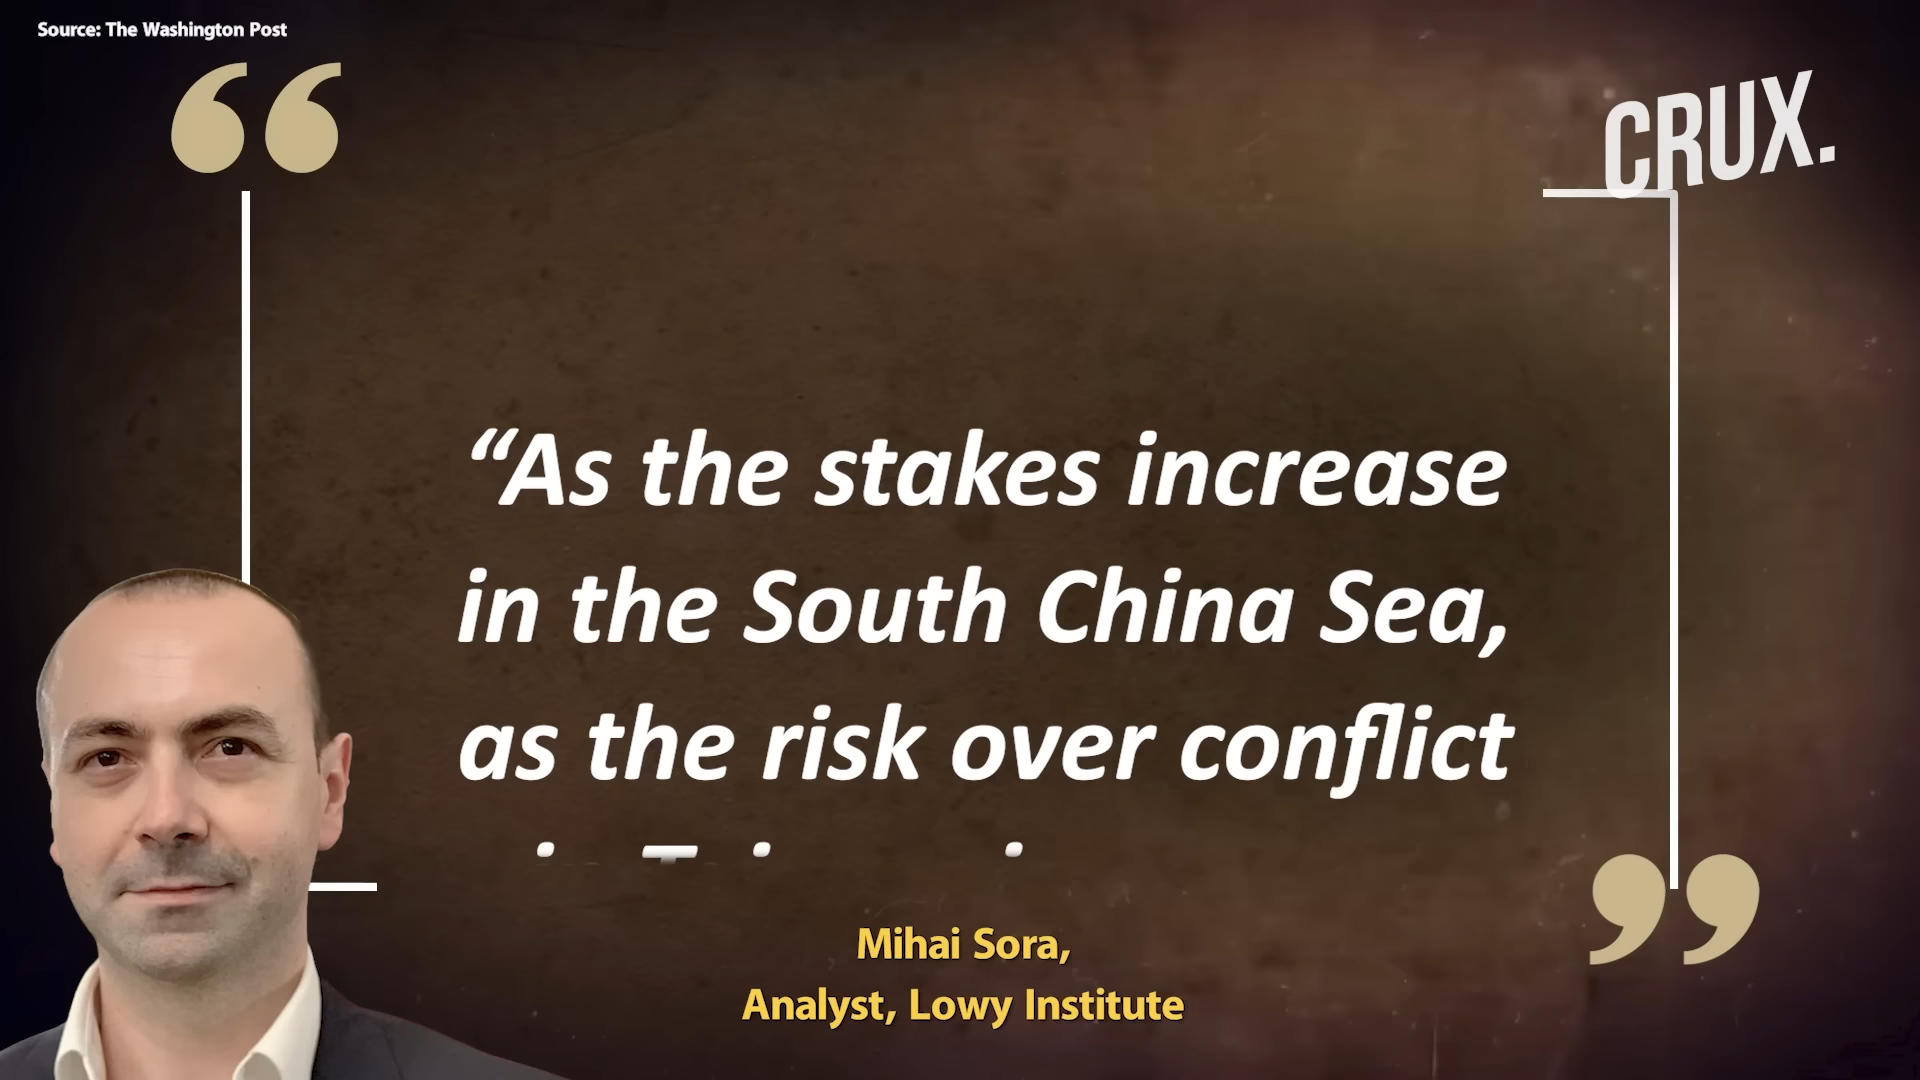 Source: The Washington Post
CRUX.
“As the stakes increase
in the South China Sea,
as the risk over conflict
Mihai Sora,
Analyst, Lowy Institute